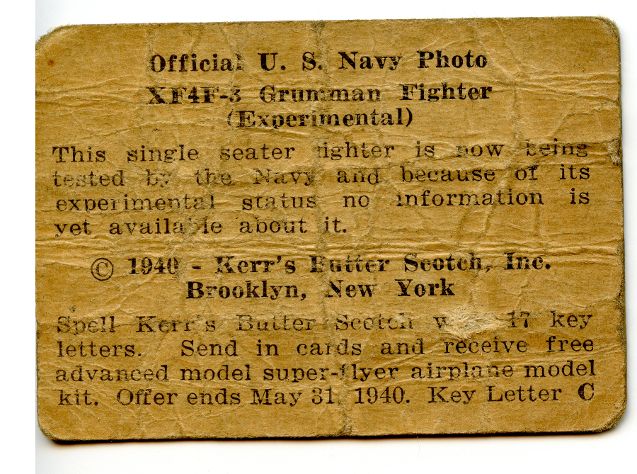 Official U. S. Navy Photo
XF4F-3 Grumman Fighter
(Experimental)
This single seater fighter is now being
tested by the Navy and because of its
experimental status no information is
yet available about it.
© 1940 - Kerr's Butter Scotch, Inc.
Brooklyn, New York
Spell Kerr's Butter Scotch 17 key
letters. Send in cards and receive free
advanced model super-flyer airplane model
kit. Offer ends May 31, 1940. Key Letter C